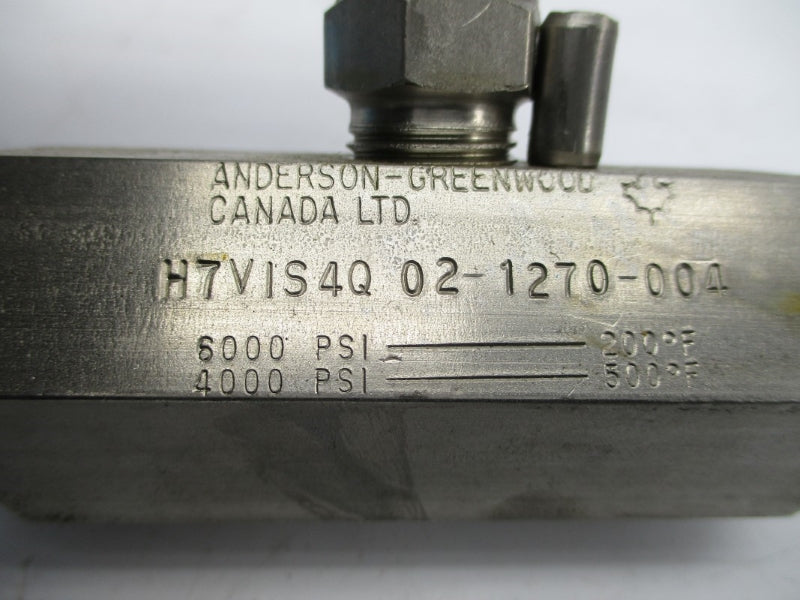 ANDERSON-GREENWOOD
CANADA LTD.
H7VIS4Q 02-1270-004
6000 PSI 200°F
4000 PSI 500°F